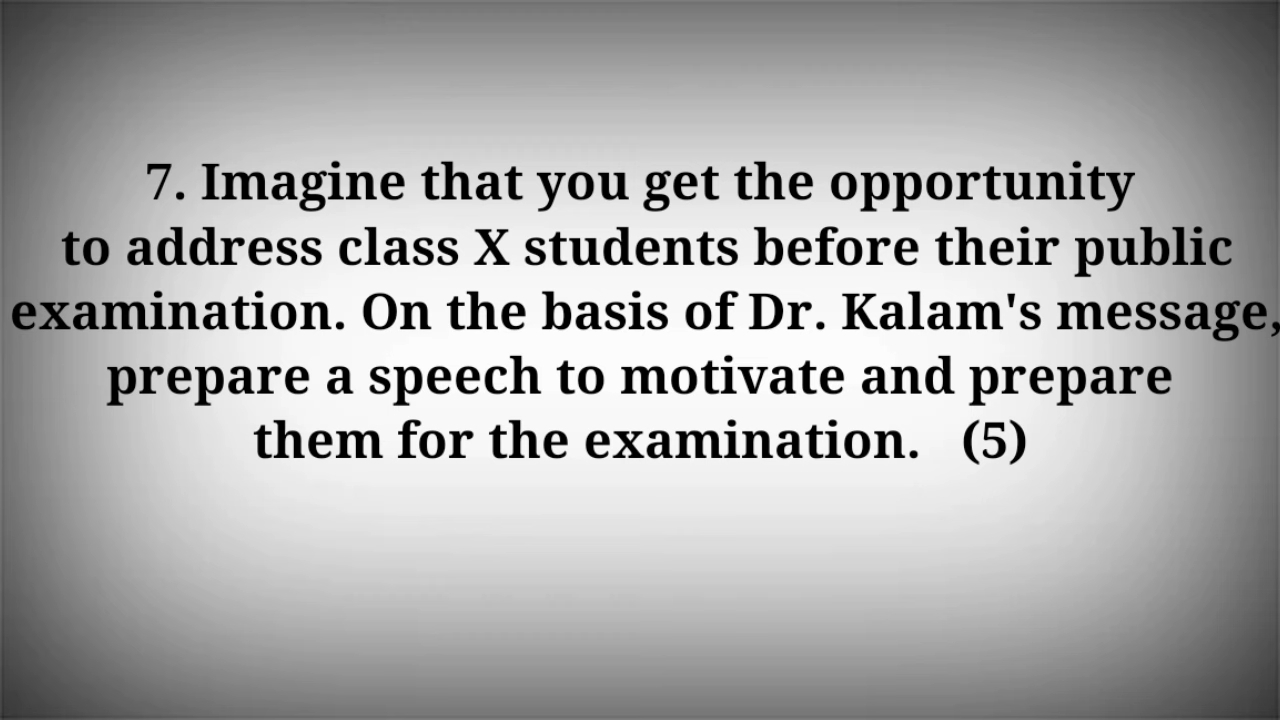 7. Imagine that you get the opportunity
to address class X students before their public
examination. On the basis of Dr. Kalam's message,
prepare a speech to motivate and prepare
them for the examination. (5)